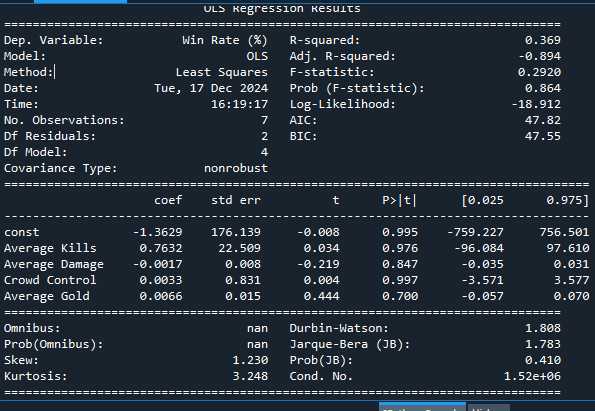 OLS Regression Results
==============================================================================
Dep. Variable:           Win Rate (%)   R-squared:                       0.369
Model:                            OLS   Adj. R-squared:                 -0.894
Method:                 Least Squares   F-statistic:                    0.2920
Date:                Tue, 17 Dec 2024   Prob (F-statistic):              0.864
Time:                        16:19:17   Log-Likelihood:                -18.912
No. Observations:                   7   AIC:                             47.82
Df Residuals:                       2   BIC:                             47.55
Df Model:                           4
Covariance Type:            nonrobust
==================================================================================
                     coef    std err          t      P>|t|      [0.025      0.975]
----------------------------------------------------------------------------------
const             -1.3629    176.139     -0.008      0.995    -759.227     756.501
Average Kills      0.7632     22.509      0.034      0.976     -96.084      97.610
Average Damage    -0.0017      0.008     -0.219      0.847      -0.035       0.031
Crowd Control      0.0033      0.831      0.004      0.997      -3.571       3.577
Average Gold       0.0066      0.015      0.444      0.700      -0.057       0.070
==============================================================================
Omnibus:                          nan   Durbin-Watson:                   1.808
Prob(Omnibus):                    nan   Jarque-Bera (JB):                1.783
Skew:                           1.230   Prob(JB):                        0.410
Kurtosis:                       3.248   Cond. No.                     1.52e+06
==============================================================================